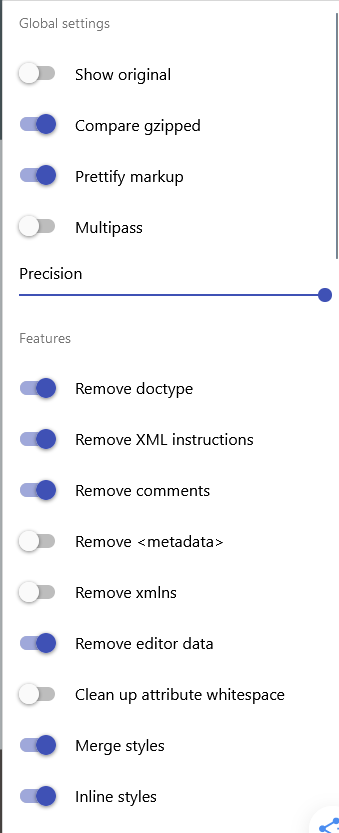 Global settings
Show original
Compare gzipped
Prettify markup
Multipass
Precision
Features
Remove doctype
Remove XML instructions
Remove comments
Remove <metadata>
Remove xmlns
Remove editor data
Clean up attribute whitespace
Merge styles
Inline styles